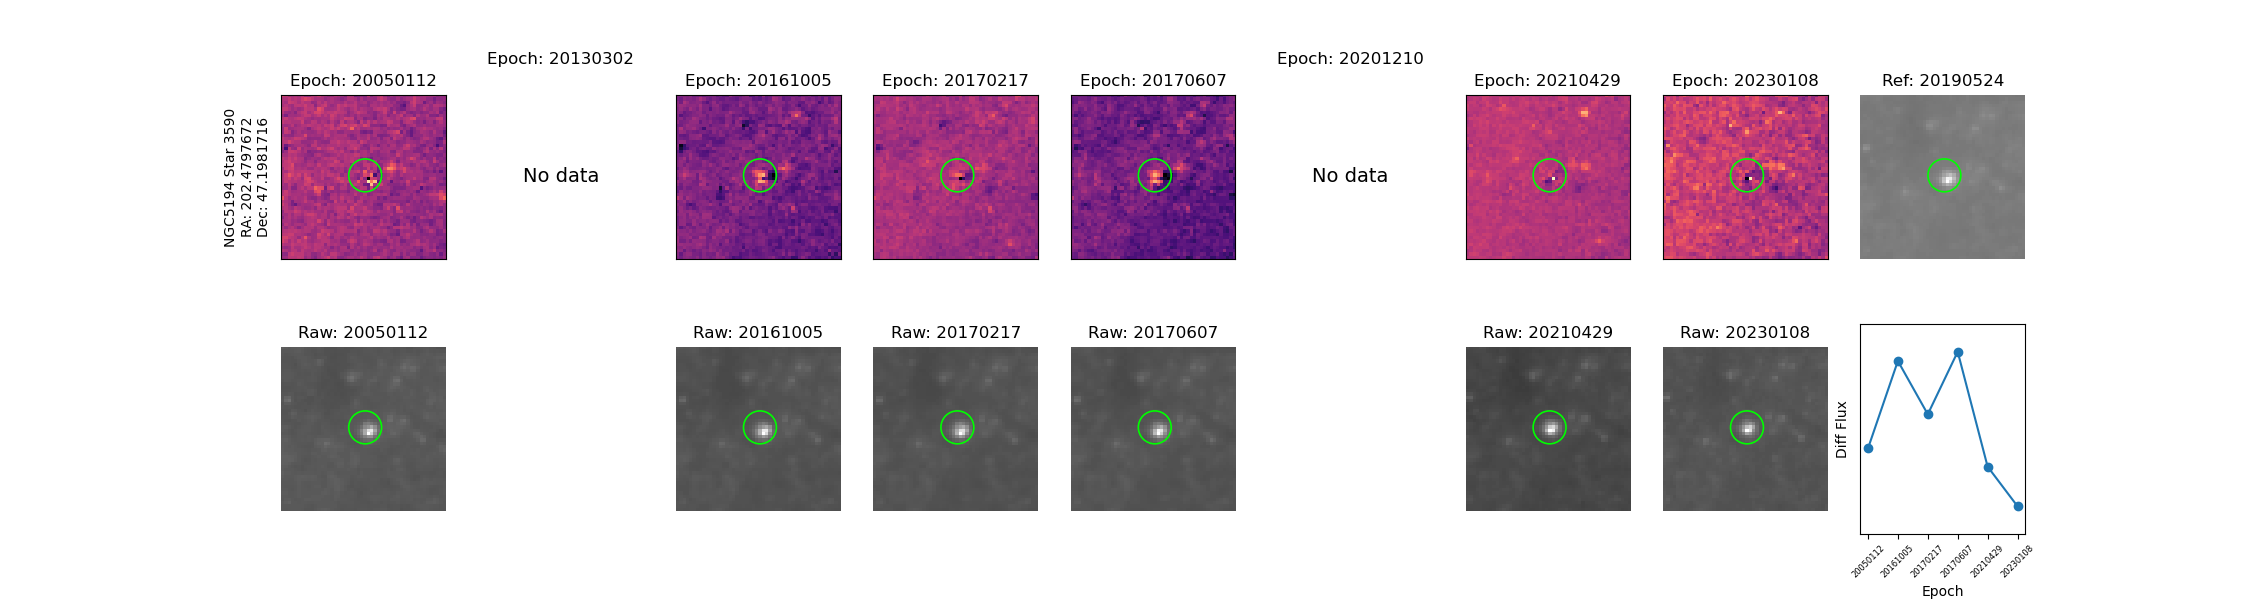 Epoch: 20130302
Epoch: 20201210
Epoch: 20050112
Epoch: 20161005
Epoch: 20170217
Epoch: 20170607
Epoch: 20210429
Epoch: 20230108
Ref: 20190524
NGC5194 Star 3590
RA: 202.4797672
Dec: 47.1981716
No data
No data
Raw: 20050112
Raw: 20161005
Raw: 20170217
Raw: 20170607
Raw: 20210429
Raw: 20230108
Diff Flux
20050112
20161005
20170217
20170607
20210429
20230108
Epoch